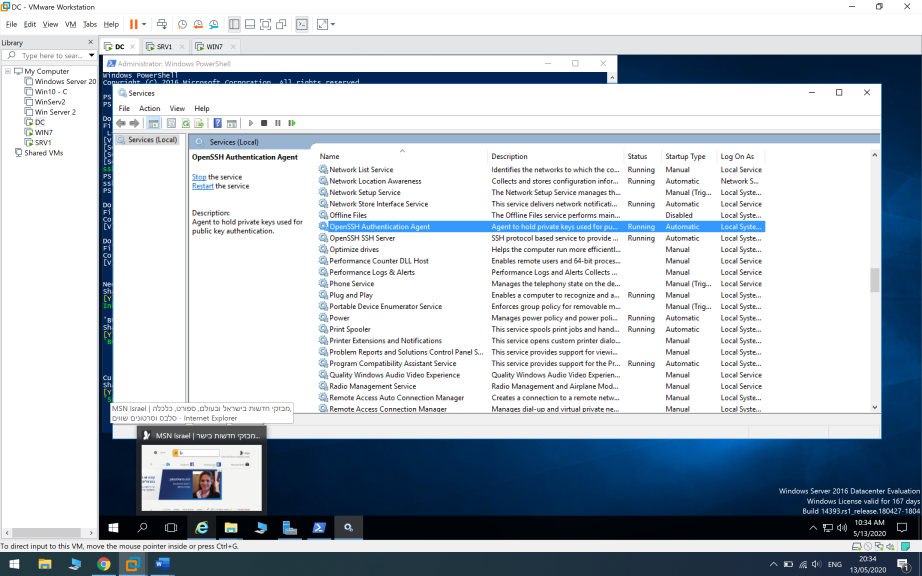 DC - VMware Workstation
File Edit View VM Tabs Help
Library
Type here to sear...
My Computer
Windows Server 20
Win10 - C
WinServ2
Win Server 2
DC
WIN7
SRV1
Shared VMs
DC
SRV1
WIN7
Administrator: Windows PowerShell
Windows PowerShell
Copyright (C) 2016 Microsoft Corporation. All rights reserved.
Services
File Action View Help
Services (Local)
Services (Local)
OpenSSH Authentication Agent
Stop the service
Restart the service
Description:
Agent to hold private keys used for
public key authentication.
Name Description Status Startup Type Log On As
Network List Service Identifies the networks to which the co... Running Manual Local Service
Network Location Awareness Collects and stores configuration infor... Running Automatic Network S...
Network Setup Service The Network Setup Service manages th... Manual (Trig... Local Syste...
Network Store Interface Service This service delivers network notificati... Running Automatic Local Service
Offline Files The Offline Files service performs main... Disabled Local Syste...
OpenSSH Authentication Agent Agent to hold private keys used for pu... Running Automatic Local Syste...
OpenSSH SSH Server SSH protocol based service to provide ... Running Automatic Local Syste...
Optimize drives Helps the computer run more efficientl... Manual Local Syste...
Performance Counter DLL Host Enables remote users and 64-bit proces... Manual Local Service
Performance Logs & Alerts Performance Logs and Alerts Collects ... Manual Local Service
Phone Service Manages the telephony state on the de... Manual (Trig... Local Service
Plug and Play Enables a computer to recognize and a... Running Manual Local Syste...
Portable Device Enumerator Service Enforces group policy for removable m... Manual (Trig... Local Syste...
Power Manages power policy and power poli... Running Automatic Local Syste...
Print Spooler This service spools print jobs and hand... Running Automatic Local Syste...
Printer Extensions and Notifications This service opens custom printer dialo... Manual Local Syste...
Problem Reports and Solutions Control Panel S... This service provides support for viewi... Manual Local Syste...
Program Compatibility Assistant Service This service provides support for the Pr... Running Automatic Local Syste...
Quality Windows Audio Video Experience Quality Windows Audio Video Experien... Manual Local Service
Radio Management Service Radio Management and Airplane Mod... Manual Local Service
Remote Access Auto Connection Manager Creates a connection to a remote netw... Manual Local Syste...
Remote Access Connection Manager Manages dial-up and virtual private ne... Manual Local Syste...
MSN Israel | מבזקי חדשות בישראל ובעולם, ספורט, כלכלה,
סלבס וסרטונים שווים - Internet Explorer
MSN Israel | מבזקי חדשות בישר...
Windows Server 2016 Datacenter Evaluation
Windows License valid for 167 days
Build 14393.rs1_release.180427-1804
10:34 AM
5/13/2020
To direct input to this VM, move the mouse pointer inside or press Ctrl+G.
ENG
20:34
13/05/2020